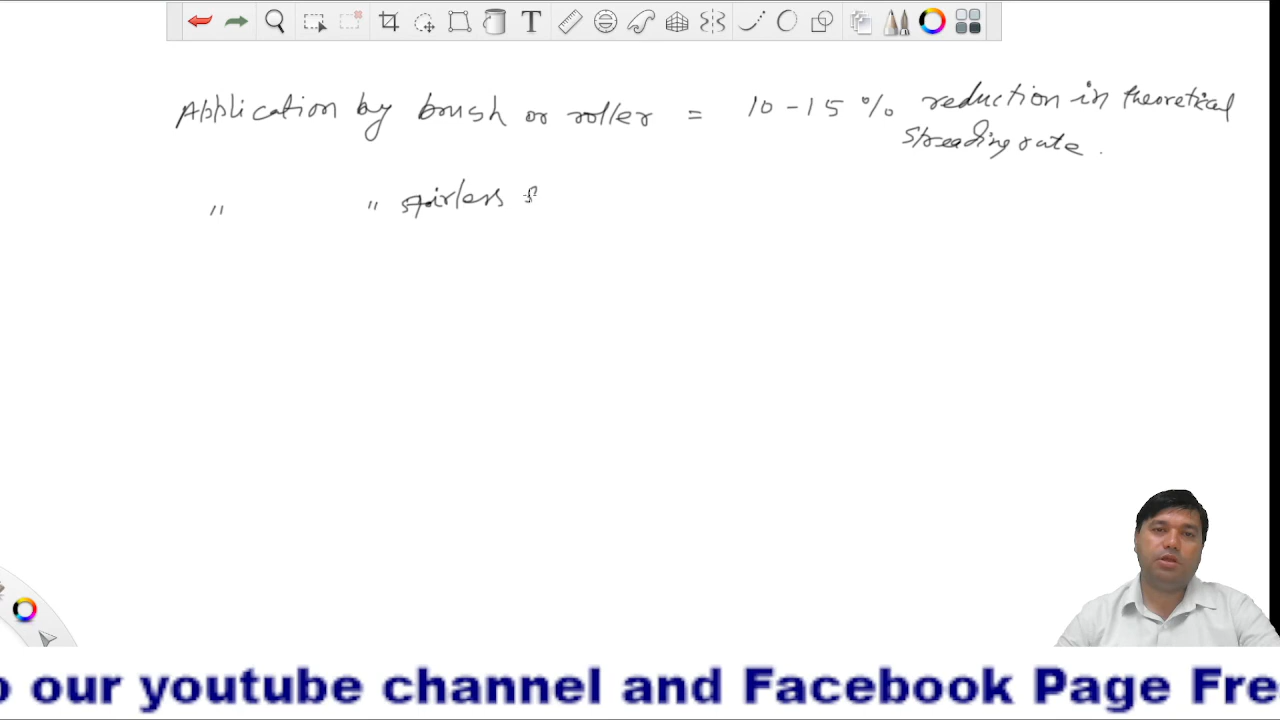 Application by brush or roller = 10-15% reduction in theoretical
Spreading rate.
" " airless s
o our youtube channel and Facebook Page Fre
T